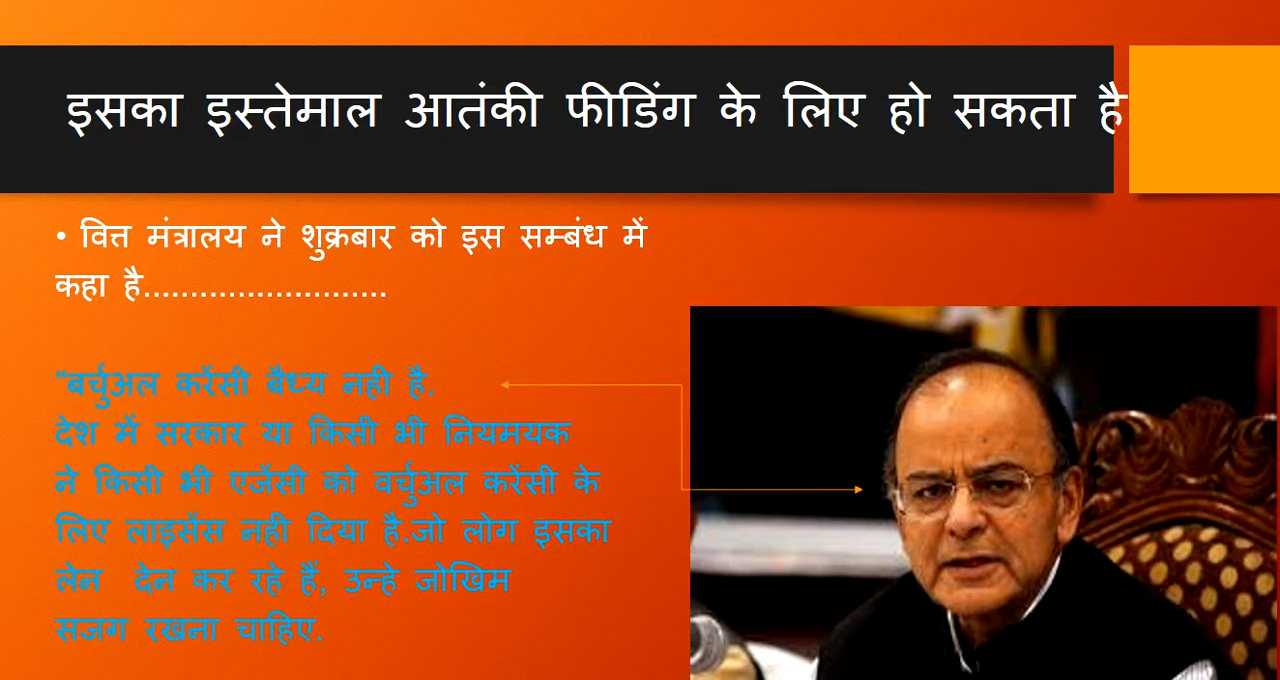 इसका इस्तेमाल आतंकी फीडिंग के लिए हो सकता है
• वित्त मंत्रालय ने शुक्रबार को इस सम्बंध में
कहा है..........................
"बर्चुअल करेंसी बैध्य नही है.
देश में सरकार या किसी भी नियमयक
ने किसी भी एजेंसी को वर्चुअल करेंसी के
लिए लाइसेंस नही दिया है.जो लोग इसका
लेन देन कर रहे हैं, उन्हे जोखिम
सजग रखना चाहिए.